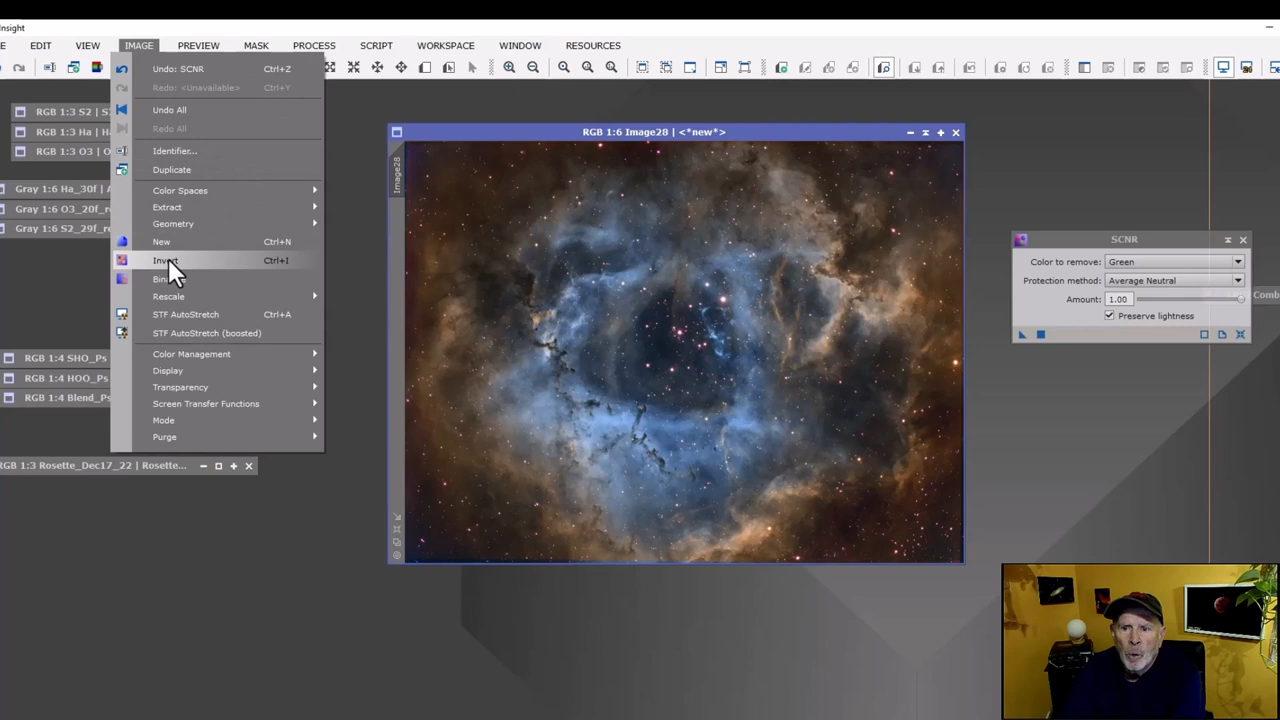 Insight
E EDIT VIEW IMAGE PREVIEW MASK PROCESS SCRIPT WORKSPACE WINDOW RESOURCES
Undo: SCNR Ctrl+Z
Redo: <Unavailable> Ctrl+Y
Undo All
Redo All
Identifier...
Duplicate
Color Spaces
Extract
Geometry
New Ctrl+N
Invert Ctrl+I
Rescale
STF AutoStretch Ctrl+A
STF AutoStretch (boosted)
Color Management
Display
Transparency
Screen Transfer Functions
Mode
Purge
RGB 1:3 S2 | S
RGB 1:3 Ha | Ha
RGB 1:3 O3 | O
Gray 1:6 Ha_30f | A
Gray 1:6 O3_20f_re
Gray 1:6 S2_29f_re
RGB 1:4 SHO_Ps
RGB 1:4 HOO_Ps
RGB 1:4 Blend_Ps
RGB 1:3 Rosette_Dec17_22 | Rosette...
RGB 1:6 Image28 | <*new*>
Image28
SCNR
Color to remove: Green
Protection method: Average Neutral
Amount: 1.00
Preserve lightness
Comb